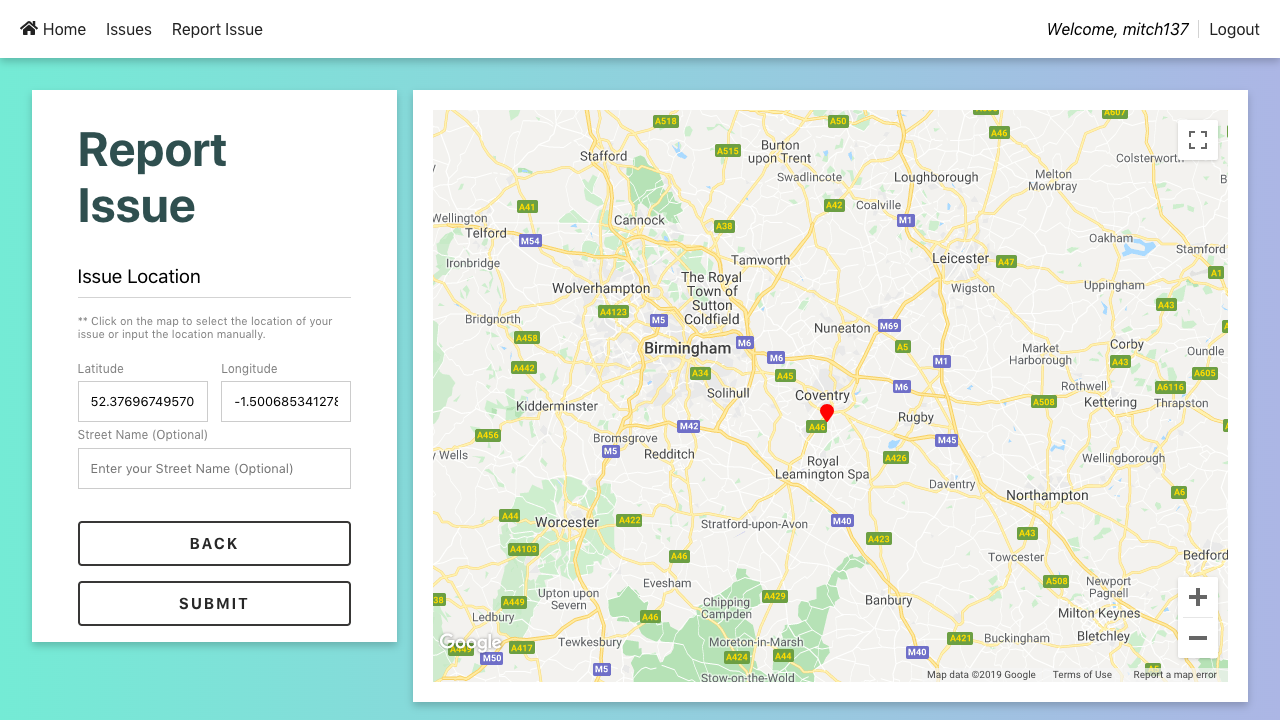 Home Issues Report Issue Welcome, mitch137 Logout
Report
Issue
Issue Location
** Click on the map to select the location of your
issue or input the location manually.
Latitude Longitude
52.37696749570 -1.50068534127
Street Name (Optional)
Enter your Street Name (Optional)
BACK
SUBMIT
A518
A50
A607
A46
Stafford
A515
Burton
upon Trent
Colsterwort
Swadlincote
Loughborough
Melton
Mowbray
A41
Cannock
A42
Coalville
M1
Wellington
Telford
M54
A38
Oakham
Stamford
Ironbridge
Tamworth
Leicester
A47
A1
Wolverhampton
The Royal
Town of
Sutton
Coldfield
Wigston
Uppingham
A43
Bridgnorth
A4123
M5
Nuneaton
M69
A458
Birmingham
M6
A5
Market
Harborough
Corby
Oundle
A442
A34
M6
A45
M1
A43
A605
Kidderminster
Solihull
Coventry
M6
Rothwell
A6116
A508
Kettering
Thrapston
A46
Rugby
A456
Bromsgrove
M42
M45
Wells
M5
Redditch
Royal
Leamington Spa
A426
Wellingborough
Daventry
Northampton
A6
A44
Worcester
A422
Stratford-upon-Avon
M40
A4103
A46
A423
A43
Towcester
Bedford
Evesham
A508
Newport
Pagnell
38
A449
Upton upon
Severn
Chipping
Campden
A429
Banbury
Milton Keynes
Ledbury
A46
Google
A449
A417
Tewkesbury
Moreton-in-Marsh
A421
Buckingham
Bletchley
M50
A424
A44
M40
M5
Stow-on-the-Wold
A5
Map data ©2019 Google Terms of Use Report a map error